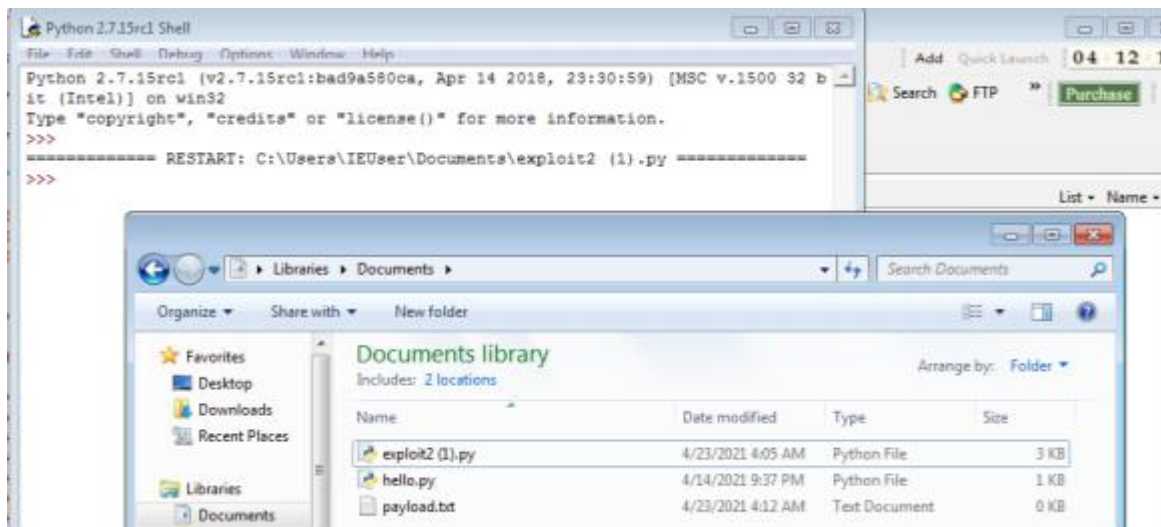 Python 2.7.15rc1 Shell
File Edit Shell Debug Options Window Help
Python 2.7.15rc1 (v2.7.15rc1:bad9a580ca, Apr 14 2018, 23:30:59) [MSC v.1500 32 b
it (Intel)] on win32
Type "copyright", "credits" or "license()" for more information.
>>>
============= RESTART: C:\Users\IEUser\Documents\exploit2 (1).py =============
>>>
Add Quick Launch 04 12
Search FTP » Purchase
List Name
Libraries Documents
Search Documents
Organize Share with New folder
Favorites
Desktop
Downloads
Recent Places
Libraries
Documents
Documents library
Includes: 2 locations
Arrange by: Folder
Name Date modified Type Size
exploit2 (1).py 4/23/2021 4:05 AM Python File 3 KB
hello.py 4/14/2021 9:37 PM Python File 1 KB
payload.txt 4/23/2021 4:12 AM Text Document 0 KB